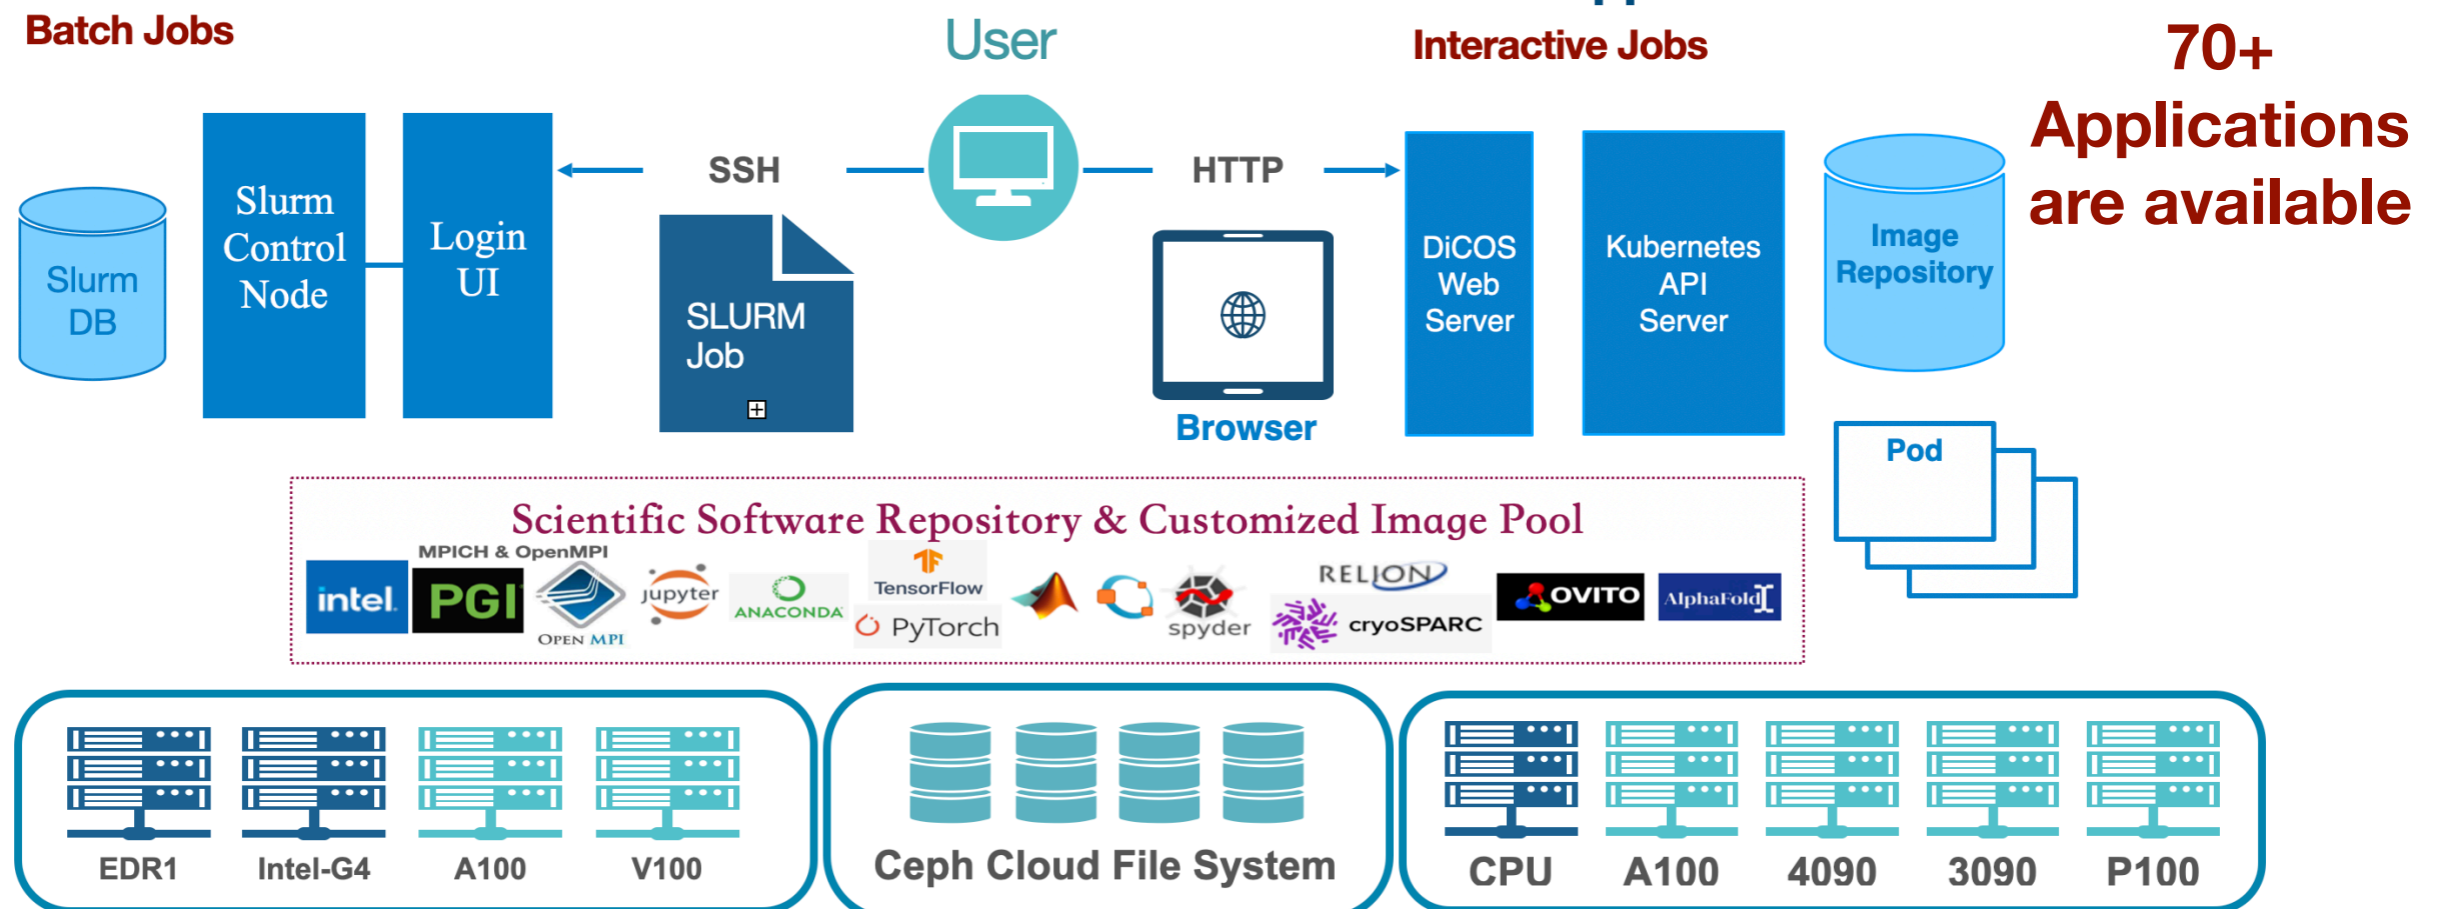 Batch Jobs
User
Interactive Jobs
70+
Applications
are available
SSH
HTTP
Slurm
DB
Slurm
Control
Node
Login
UI
SLURM
Job
Browser
DiCOS
Web
Server
Kubernetes
API
Server
Image
Repository
Pod
Scientific Software Repository & Customized Image Pool
MPICH & OpenMPI
intel.
PGI
OPEN MPI
jupyter
ANACONDA
TensorFlow
PyTorch
spyder
RELION
cryoSPARC
OVITO
AlphaFold
EDR1
Intel-G4
A100
V100
Ceph Cloud File System
CPU
A100
4090
3090
P100